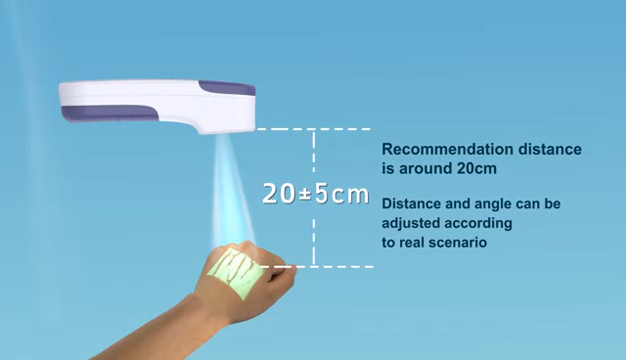 20±5cm
Recommendation distance
is around 20cm
Distance and angle can be
adjusted according
to real scenario